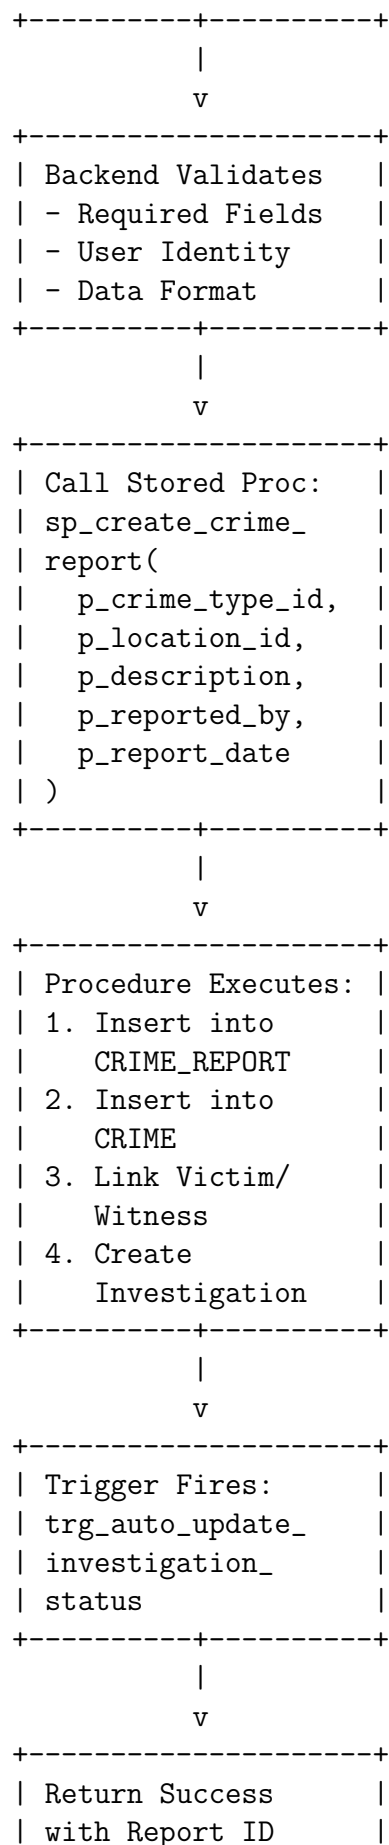 +----------+----------+
|
v
+---------------------+
| Backend Validates |
| - Required Fields |
| - User Identity |
| - Data Format |
+----------+----------+
|
v
+---------------------+
| Call Stored Proc: |
| sp_create_crime_ |
| report( |
| p_crime_type_id, |
| p_location_id, |
| p_description, |
| p_reported_by, |
| p_report_date |
| ) |
+----------+----------+
|
v
+---------------------+
| Procedure Executes: |
| 1. Insert into |
| CRIME_REPORT |
| 2. Insert into |
| CRIME |
| 3. Link Victim/ |
| Witness |
| 4. Create |
| Investigation |
+----------+----------+
|
v
+---------------------+
| Trigger Fires: |
| trg_auto_update_ |
| investigation_ |
| status |
+----------+----------+
|
v
+---------------------+
| Return Success |
| with Report ID |